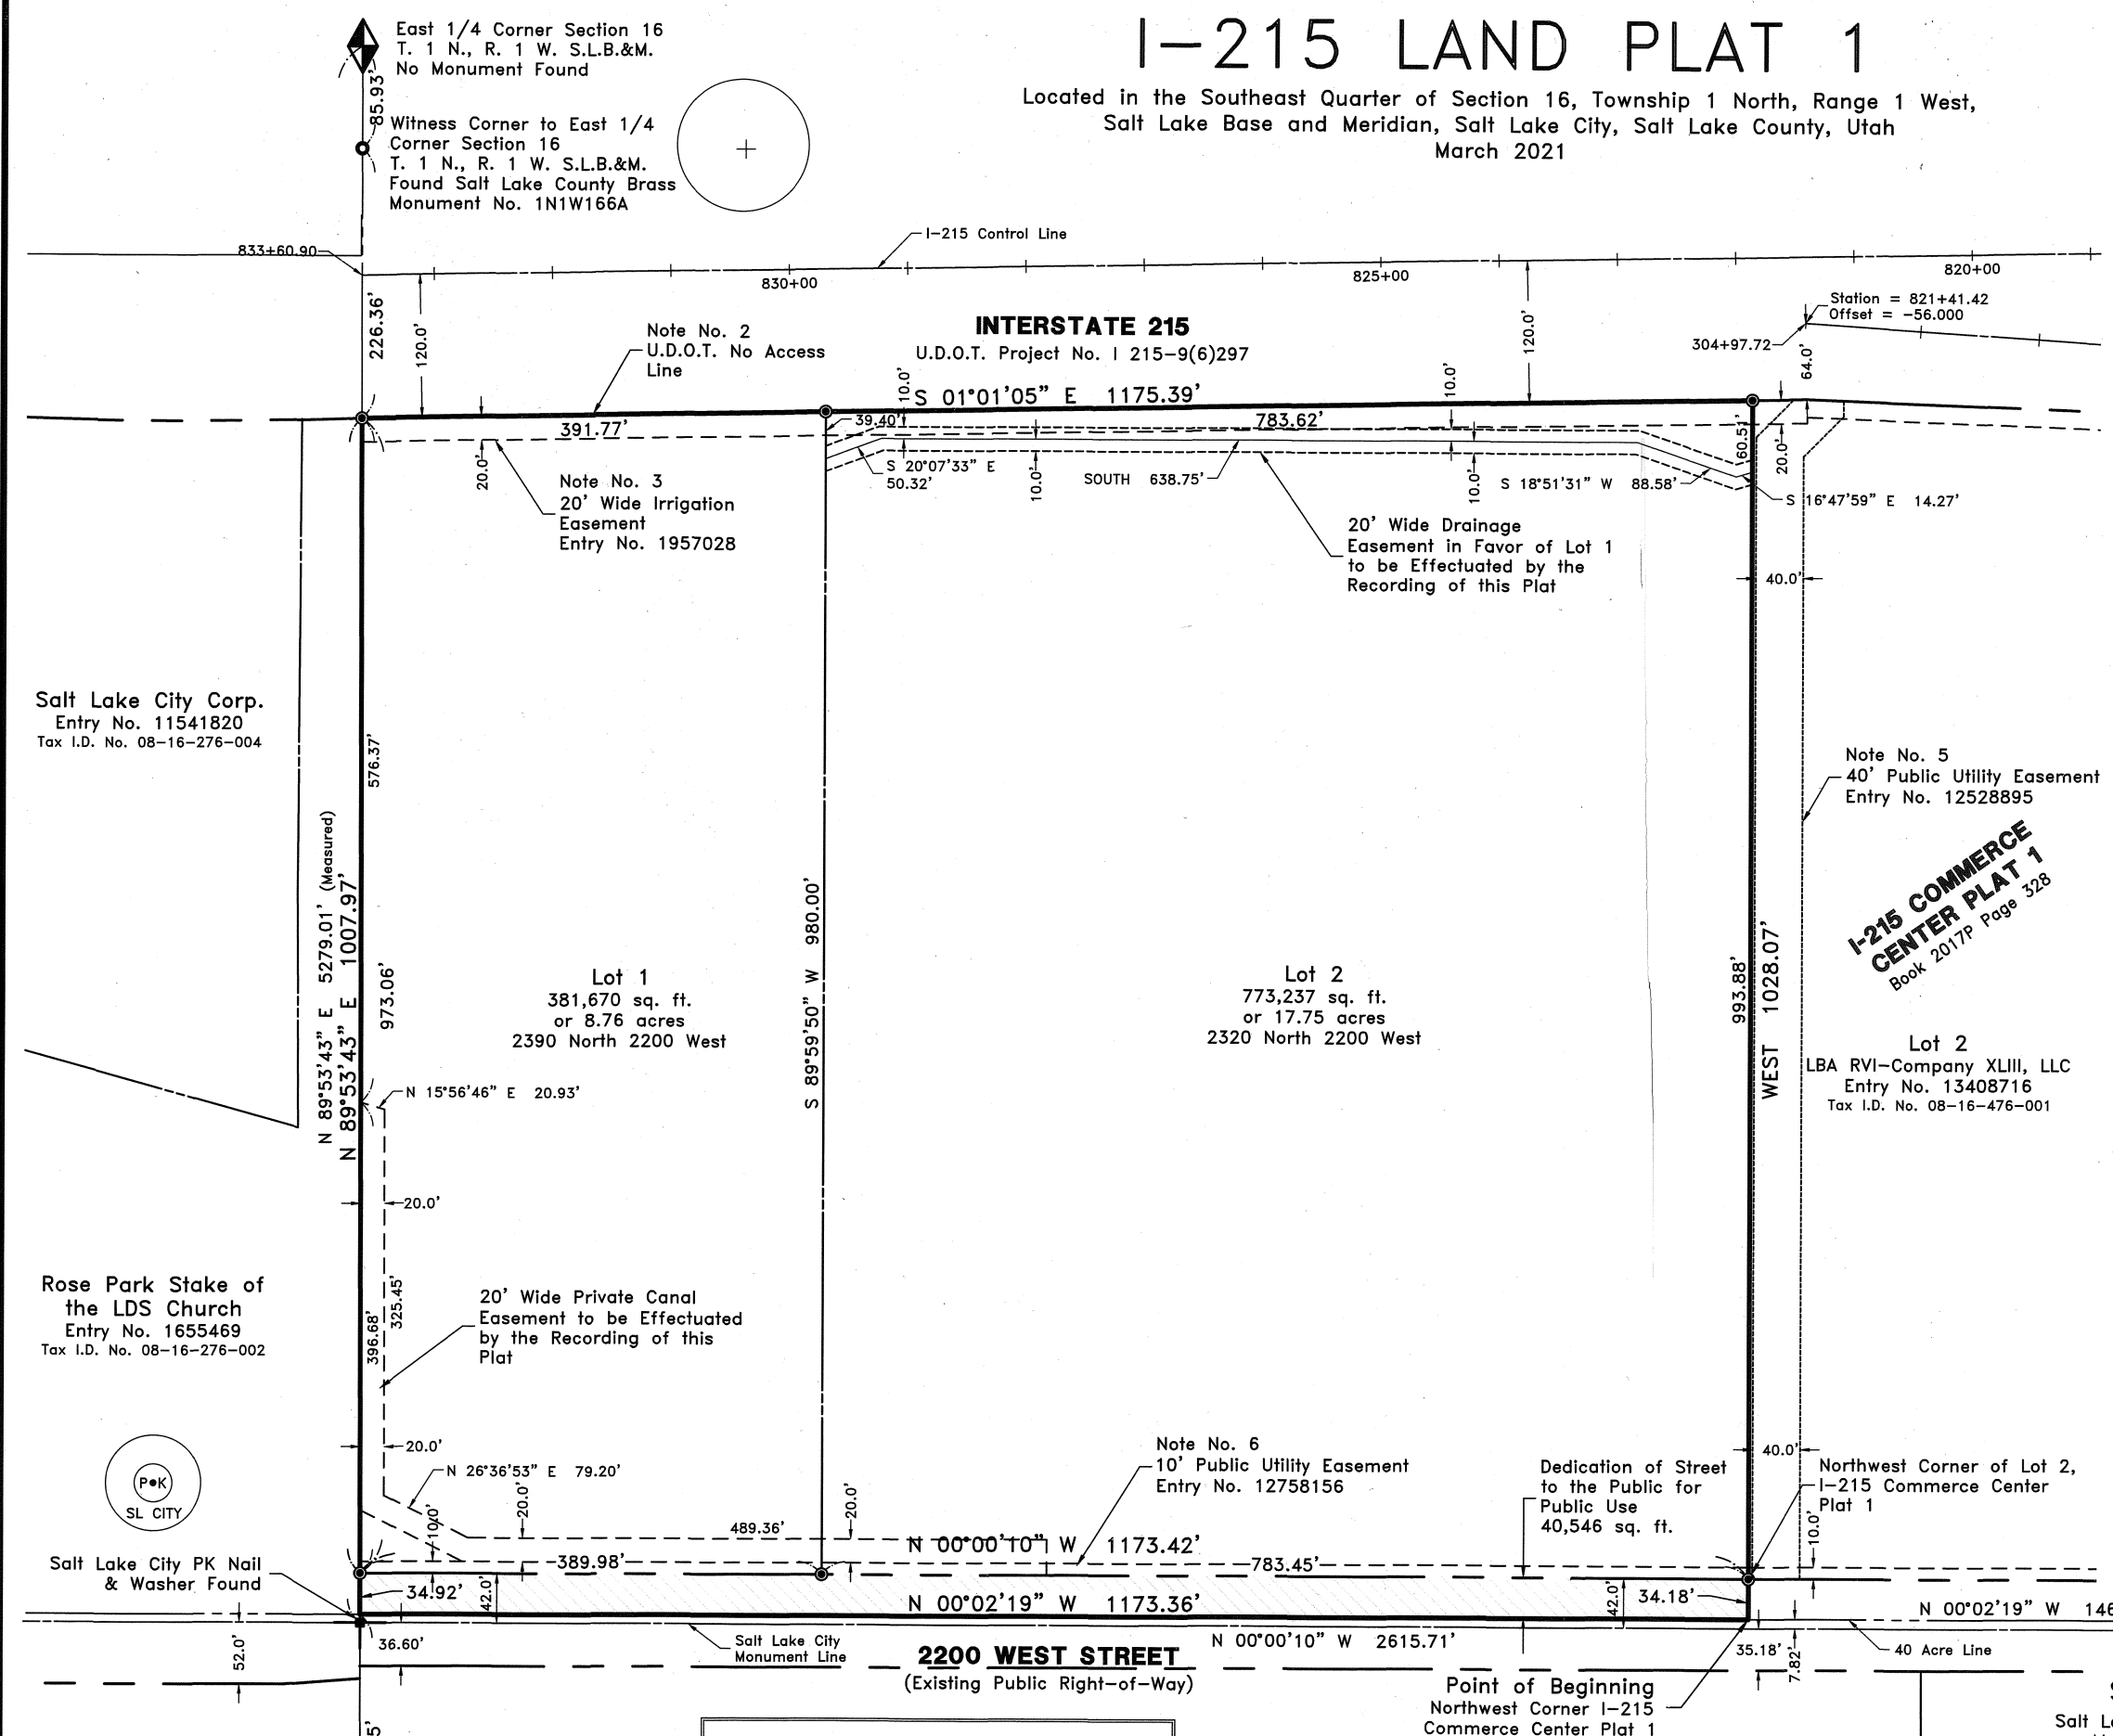 I-215 LAND PLAT 1
Located in the Southeast Quarter of Section 16, Township 1 North, Range 1 West,
Salt Lake Base and Meridian, Salt Lake City, Salt Lake County, Utah
March 2021
East 1/4 Corner Section 16
T. 1 N., R. 1 W. S.L.B.&M.
No Monument Found
85.93'
Witness Corner to East 1/4
Corner Section 16
T. 1 N., R. 1 W. S.L.B.&M.
Found Salt Lake County Brass
Monument No. 1N1W166A
833+60.90
I-215 Control Line
830+00
825+00
820+00
226.36'
120.0'
Note No. 2
U.D.O.T. No Access
Line
INTERSTATE 215
U.D.O.T. Project No. I 215-9(6)297
120.0'
Station = 821+41.42
Offset = -56.000
304+97.72
64.0'
10.0'
S 01°01'05" E 1175.39'
10.0'
391.77'
39.40'
783.62'
60.51'
20.0'
20.0'
S 20°07'33" E
50.32'
10.0'
SOUTH 638.75'
10.0'
S 18°51'31" W 88.58'
S 16°47'59" E 14.27'
Note No. 3
20' Wide Irrigation
Easement
Entry No. 1957028
20' Wide Drainage
Easement in Favor of Lot 1
to be Effectuated by the
Recording of this Plat
40.0'
Salt Lake City Corp.
Entry No. 11541820
Tax I.D. No. 08-16-276-004
576.37'
Note No. 5
40' Public Utility Easement
Entry No. 12528895
I-215 COMMERCE
CENTER PLAT 1
Book 2017P Page 328
N 89°53'43" E 5279.01' (Measured)
N 89°53'43" E 1007.97'
973.06'
Lot 1
381,670 sq. ft.
or 8.76 acres
2390 North 2200 West
S 89°59'50" W 980.00'
Lot 2
773,237 sq. ft.
or 17.75 acres
2320 North 2200 West
993.88'
WEST 1028.07'
Lot 2
LBA RVI-Company XLIII, LLC
Entry No. 13408716
Tax I.D. No. 08-16-476-001
N 15°56'46" E 20.93'
20.0'
Rose Park Stake of
the LDS Church
Entry No. 1655469
Tax I.D. No. 08-16-276-002
396.68'
325.45'
20' Wide Private Canal
Easement to be Effectuated
by the Recording of this
Plat
20.0'
N 26°36'53" E 79.20'
P K
SL CITY
10.0'
20.0'
489.36'
20.0'
Note No. 6
10' Public Utility Easement
Entry No. 12758156
Dedication of Street
to the Public for
Public Use
40,546 sq. ft.
40.0'
Northwest Corner of Lot 2,
I-215 Commerce Center
Plat 1
10.0'
N 00°00'10" W 1173.42'
389.98'
783.45'
Salt Lake City PK Nail
& Washer Found
34.92'
42.0'
N 00°02'19" W 1173.36'
42.0'
34.18'
N 00°02'19" W 146
52.0'
36.60'
Salt Lake City
Monument Line
2200 WEST STREET
(Existing Public Right-of-Way)
N 00°00'10" W 2615.71'
35.18'
7.82'
40 Acre Line
Point of Beginning
Northwest Corner I-215
Commerce Center Plat 1
5'
S
Salt L